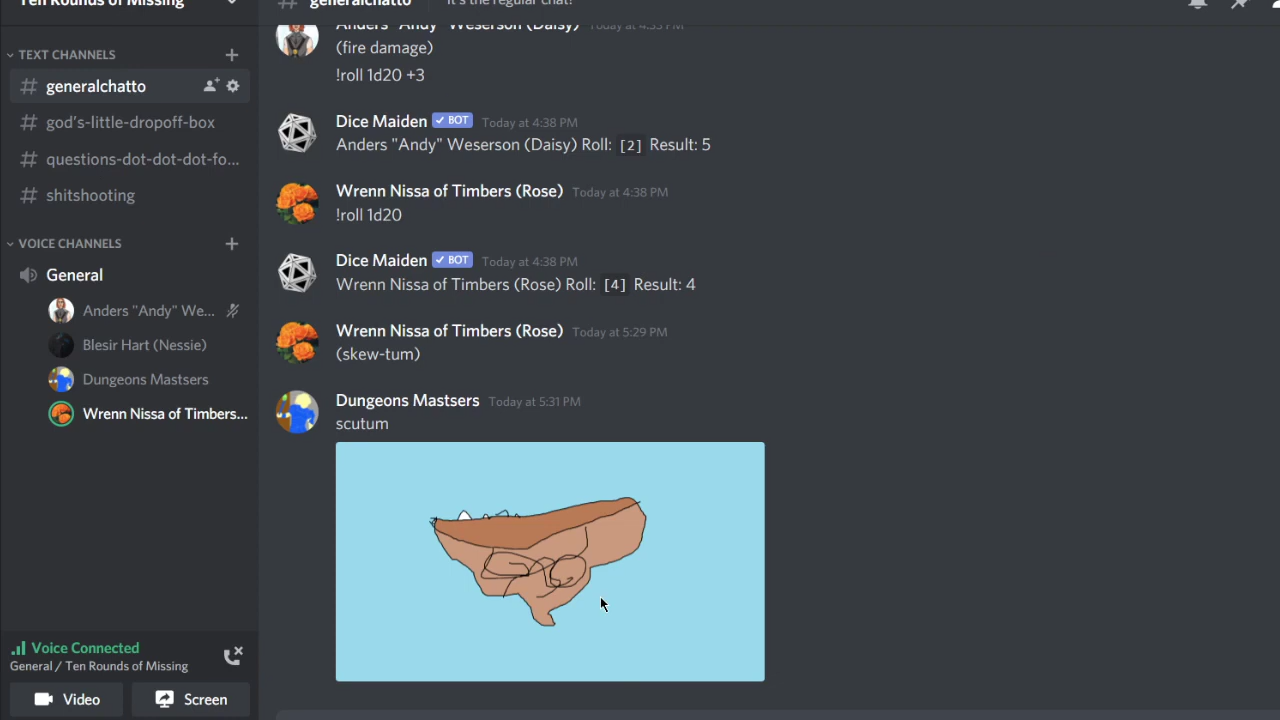 Ten Rounds of Missing
generalchatto
It's the regular chat!
TEXT CHANNELS
generalchatto
god's-little-dropoff-box
questions-dot-dot-dot-fo...
shitshooting
VOICE CHANNELS
General
Anders "Andy" We...
Blesir Hart (Nessie)
Dungeons Mastsers
Wrenn Nissa of Timbers...
Voice Connected
General / Ten Rounds of Missing
Video
Screen
Anders "Andy" Weserson (Daisy) Today at 4:35 PM
(fire damage)
!roll 1d20 +3
Dice Maiden ✓ BOT Today at 4:38 PM
Anders "Andy" Weserson (Daisy) Roll: [2] Result: 5
Wrenn Nissa of Timbers (Rose) Today at 4:38 PM
!roll 1d20
Dice Maiden ✓ BOT Today at 4:38 PM
Wrenn Nissa of Timbers (Rose) Roll: [4] Result: 4
Wrenn Nissa of Timbers (Rose) Today at 5:29 PM
(skew-tum)
Dungeons Mastsers Today at 5:31 PM
scutum